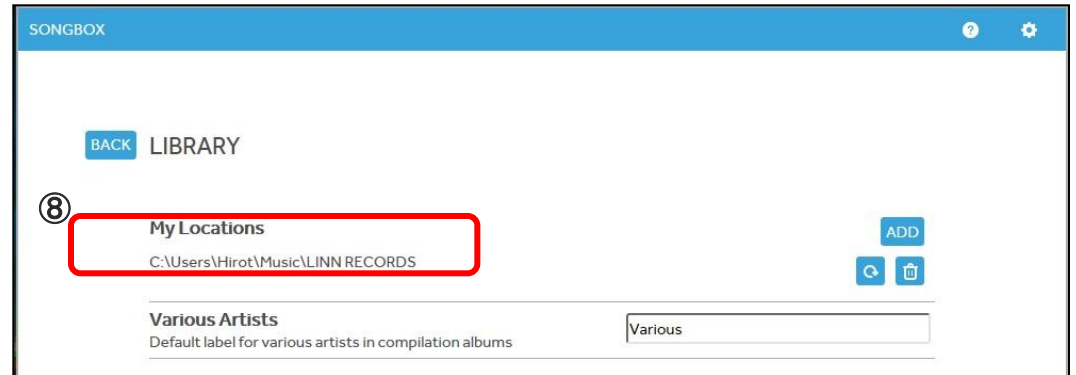 SONGBOX
BACK LIBRARY
⑧
My Locations
ADD
C:\Users\Hirot\Music\LINN RECORDS
Various Artists
Various
Default label for various artists in compilation albums